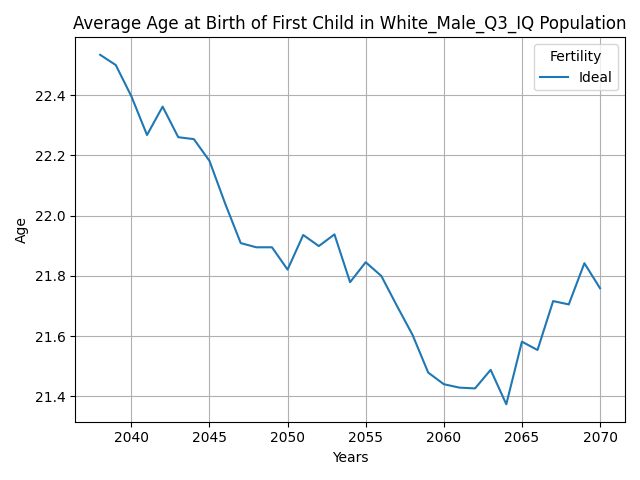 Average Age at Birth of First Child in White_Male_Q3_IQ Population
Fertility
Ideal
Age
22.4
22.2
22.0
21.8
21.6
21.4
2040 2045 2050 2055 2060 2065 2070
Years